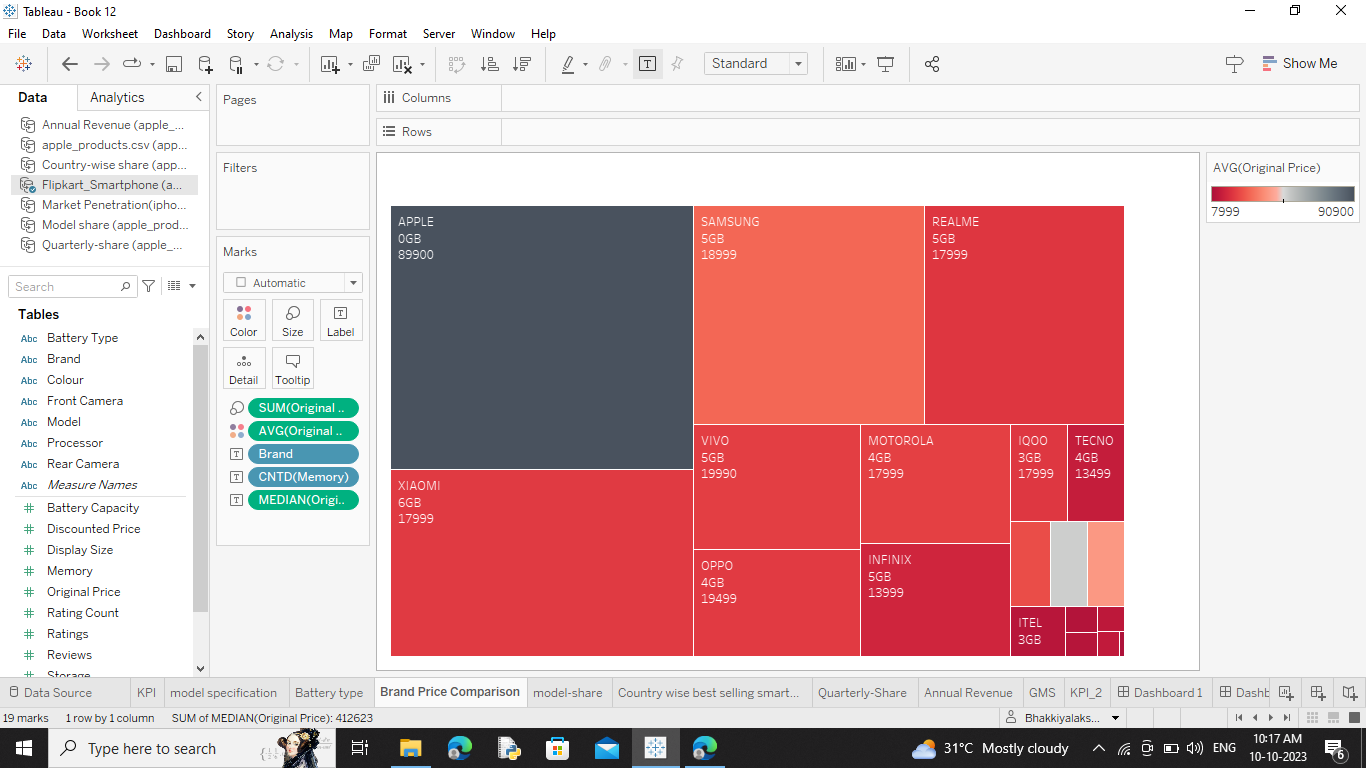 Tableau - Book 12
File Data Worksheet Dashboard Story Analysis Map Format Server Window Help
Standard
Show Me
Data
Analytics
Annual Revenue (apple_...
apple_products.csv (app...
Country-wise share (app...
Flipkart_Smartphone (a...
Market Penetration(ipho...
Model share (apple_prod...
Quarterly-share (apple_...
Search
Tables
Abc Battery Type
Abc Brand
Abc Colour
Abc Front Camera
Abc Model
Abc Processor
Abc Rear Camera
Abc Measure Names
Battery Capacity
Discounted Price
Display Size
Memory
Original Price
Rating Count
Ratings
Reviews
Storage
Pages
Filters
Marks
Automatic
Color
Size
Label
Detail
Tooltip
SUM(Original ..
AVG(Original ..
Brand
CNTD(Memory)
MEDIAN(Origi..
Columns
Rows
APPLE
0GB
89900
SAMSUNG
5GB
18999
REALME
5GB
17999
XIAOMI
6GB
17999
VIVO
5GB
19990
OPPO
4GB
19499
MOTOROLA
4GB
17999
INFINIX
5GB
13999
IQOO
3GB
17999
TECNO
4GB
13499
ITEL
3GB
AVG(Original Price)
7999 90900
Data Source
KPI
model specification
Battery type
Brand Price Comparison
model-share
Country wise best selling smart...
Quarterly-Share
Annual Revenue
GMS
KPI_2
Dashboard 1
Dashb
19 marks 1 row by 1 column SUM of MEDIAN(Original Price): 412623
Bhakkiyalaks...
Type here to search
31°C Mostly cloudy
ENG
10:17 AM
10-10-2023
6